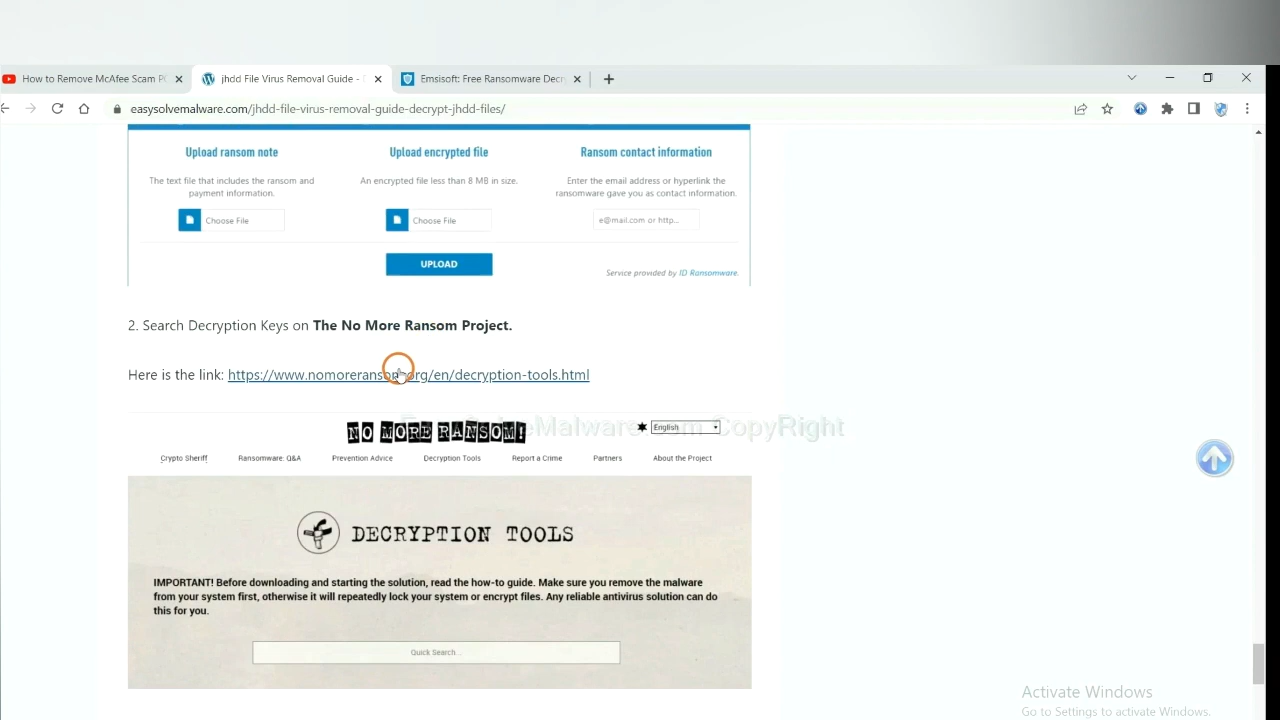 How to Remove McAfee Scam P
jhdd File Virus Removal Guide -
Emsisoft: Free Ransomware Decr
easysolvemalware.com/jhdd-file-virus-removal-guide-decrypt-jhdd-files/
Upload ransom note
Upload encrypted file
Ransom contact information
The text file that includes the ransom and
payment information.
An encrypted file less than 8 MB in size.
Enter the email address or hyperlink the
ransomware gave you as contact information.
Choose File
Choose File
e@mail.com or http...
UPLOAD
Service provided by ID Ransomware.
2. Search Decryption Keys on The No More Ransom Project.
Here is the link: https://www.nomoreransom.org/en/decryption-tools.html
NO MORE RANSOM!
English
EasySolveMalware.com CopyRight
Crypto Sheriff
Ransomware: Q&A
Prevention Advice
Decryption Tools
Report a Crime
Partners
About the Project
DECRYPTION TOOLS
IMPORTANT! Before downloading and starting the solution, read the how-to guide. Make sure you remove the malware
from your system first, otherwise it will repeatedly lock your system or encrypt files. Any reliable antivirus solution can do
this for you.
Quick Search...
Activate Windows
Go to Settings to activate Windows.